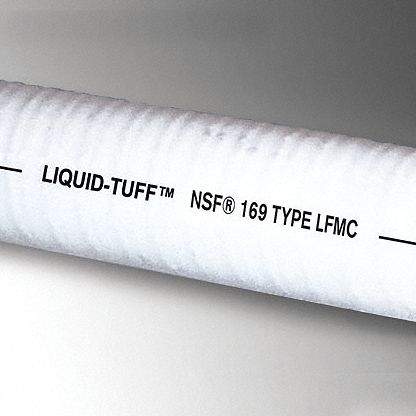 LIQUID-TUFF™ NSF® 169 TYPE LFMC